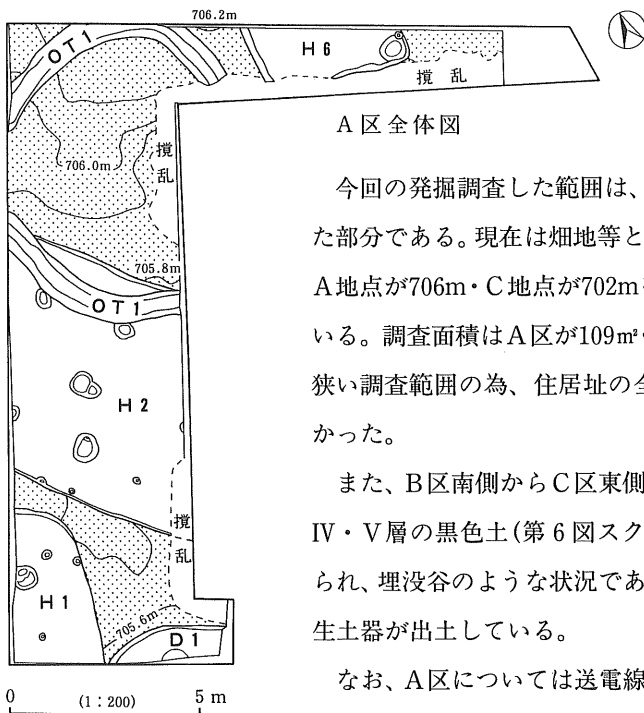 706.2m
OT1
H6
撹乱
撹乱
706.0m
A区全体図
今回の発掘調査した範囲は、
た部分である。現在は畑地等と
A地点が706m・C地点が702m
いる。調査面積はA区が109㎡・
狭い調査範囲の為、住居址の全
かった。
また、B区南側からC区東側
Ⅳ・Ⅴ層の黒色土(第6図スク
られ、埋没谷のような状況であ
生土器が出土している。
なお、A区については送電線
705.8m
OT1
H2
撹乱
H1
705.6m
D1
0 (1:200) 5m